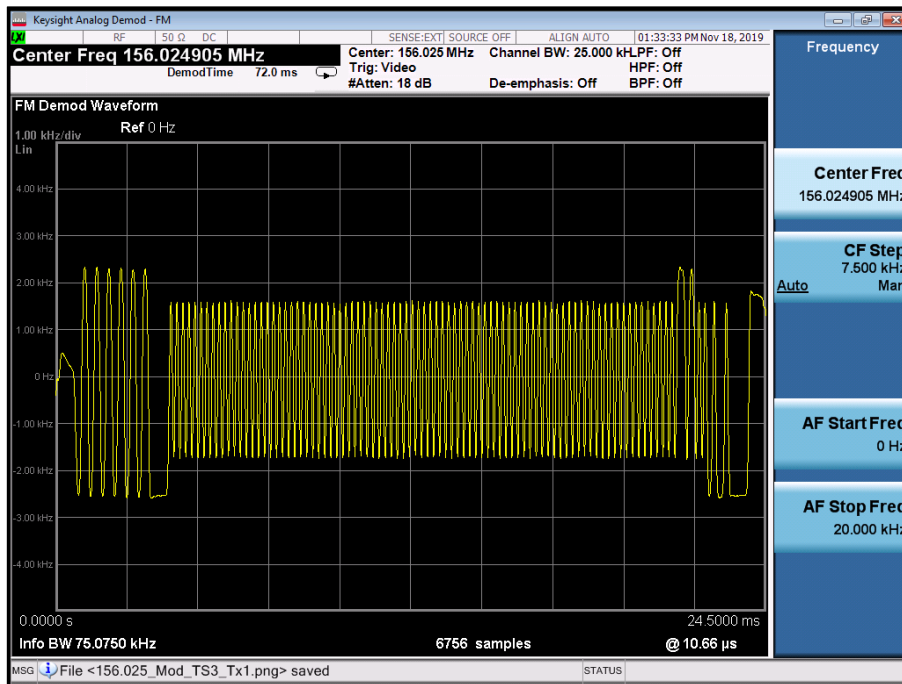 Keysight Analog Demod - FM
LXI RF 50 Ω DC SENSE:EXT SOURCE OFF ALIGN AUTO 01:33:33 PM Nov 18, 2019
Center Freq 156.024905 MHz
DemodTime 72.0 ms
Center: 156.025 MHz Channel BW: 25.000 kH LPF: Off
Trig: Video HPF: Off
#Atten: 18 dB De-emphasis: Off BPF: Off
FM Demod Waveform
1.00 kHz/div Ref 0 Hz
Lin
4.00 kHz
3.00 kHz
2.00 kHz
1.00 kHz
0 Hz
-1.00 kHz
-2.00 kHz
-3.00 kHz
-4.00 kHz
0.0000 s 24.5000 ms
Info BW 75.0750 kHz 6756 samples @ 10.66 µs
MSG File <156.025_Mod_TS3_Tx1.png> saved STATUS
Frequency
Center Freq
156.024905 MHz
CF Step
7.500 kHz
Auto Man
AF Start Freq
0 Hz
AF Stop Freq
20.000 kHz